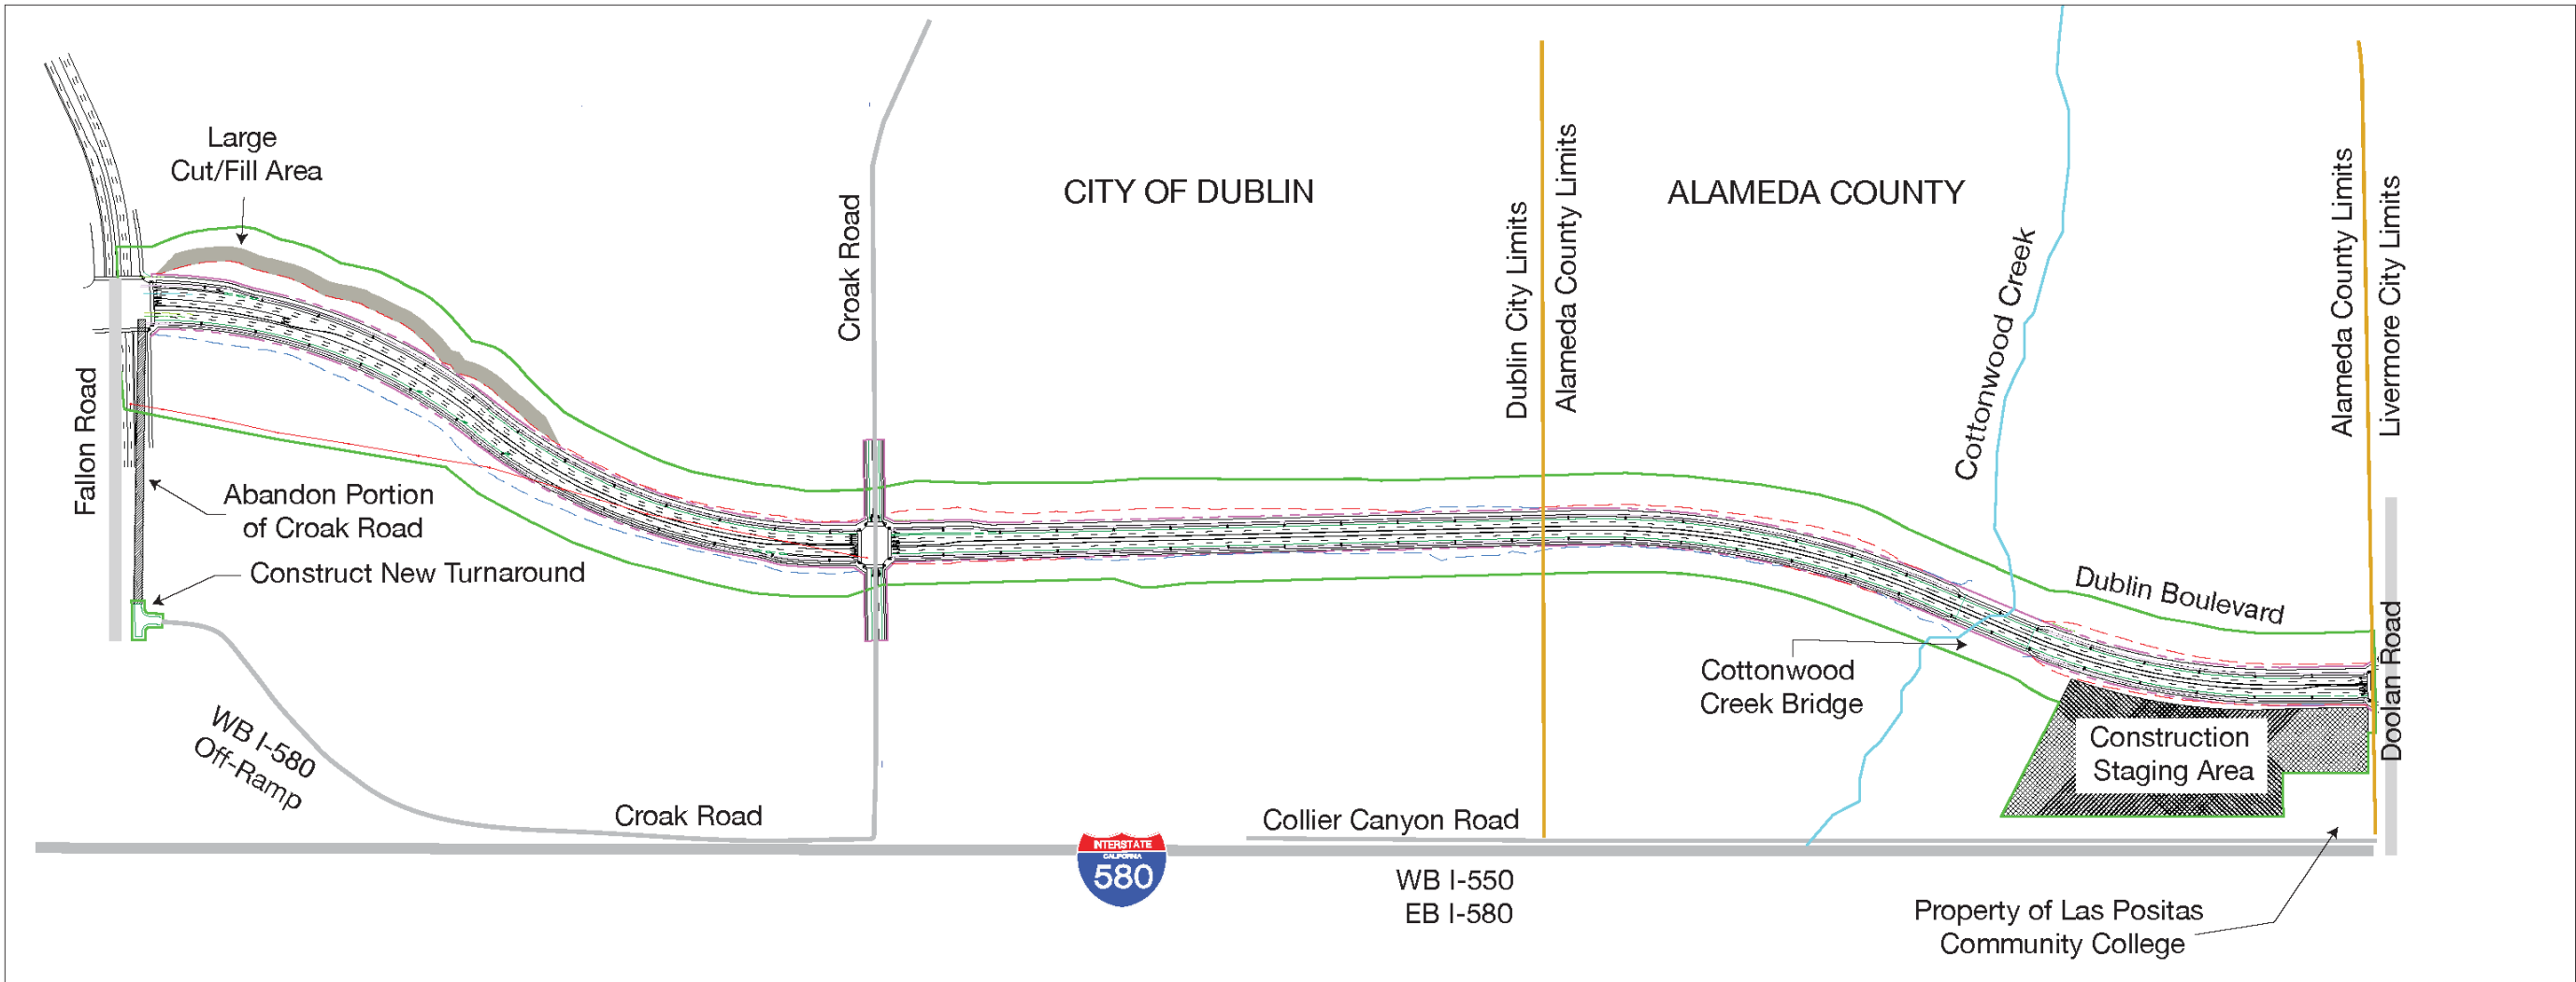 Large
Cut/Fill Area
CITY OF DUBLIN
ALAMEDA COUNTY
Croak Road
Dublin City Limits
Alameda County Limits
Cottonwood Creek
Alameda County Limits
Livermore City Limits
Fallon Road
Abandon Portion
of Croak Road
Construct New Turnaround
Dublin Boulevard
Doolan Road
Cottonwood
Creek Bridge
Construction
Staging Area
WB I-580
Off-Ramp
Croak Road
Collier Canyon Road
INTERSTATE
CALIFORNIA
580
WB I-550
EB I-580
Property of Las Positas
Community College